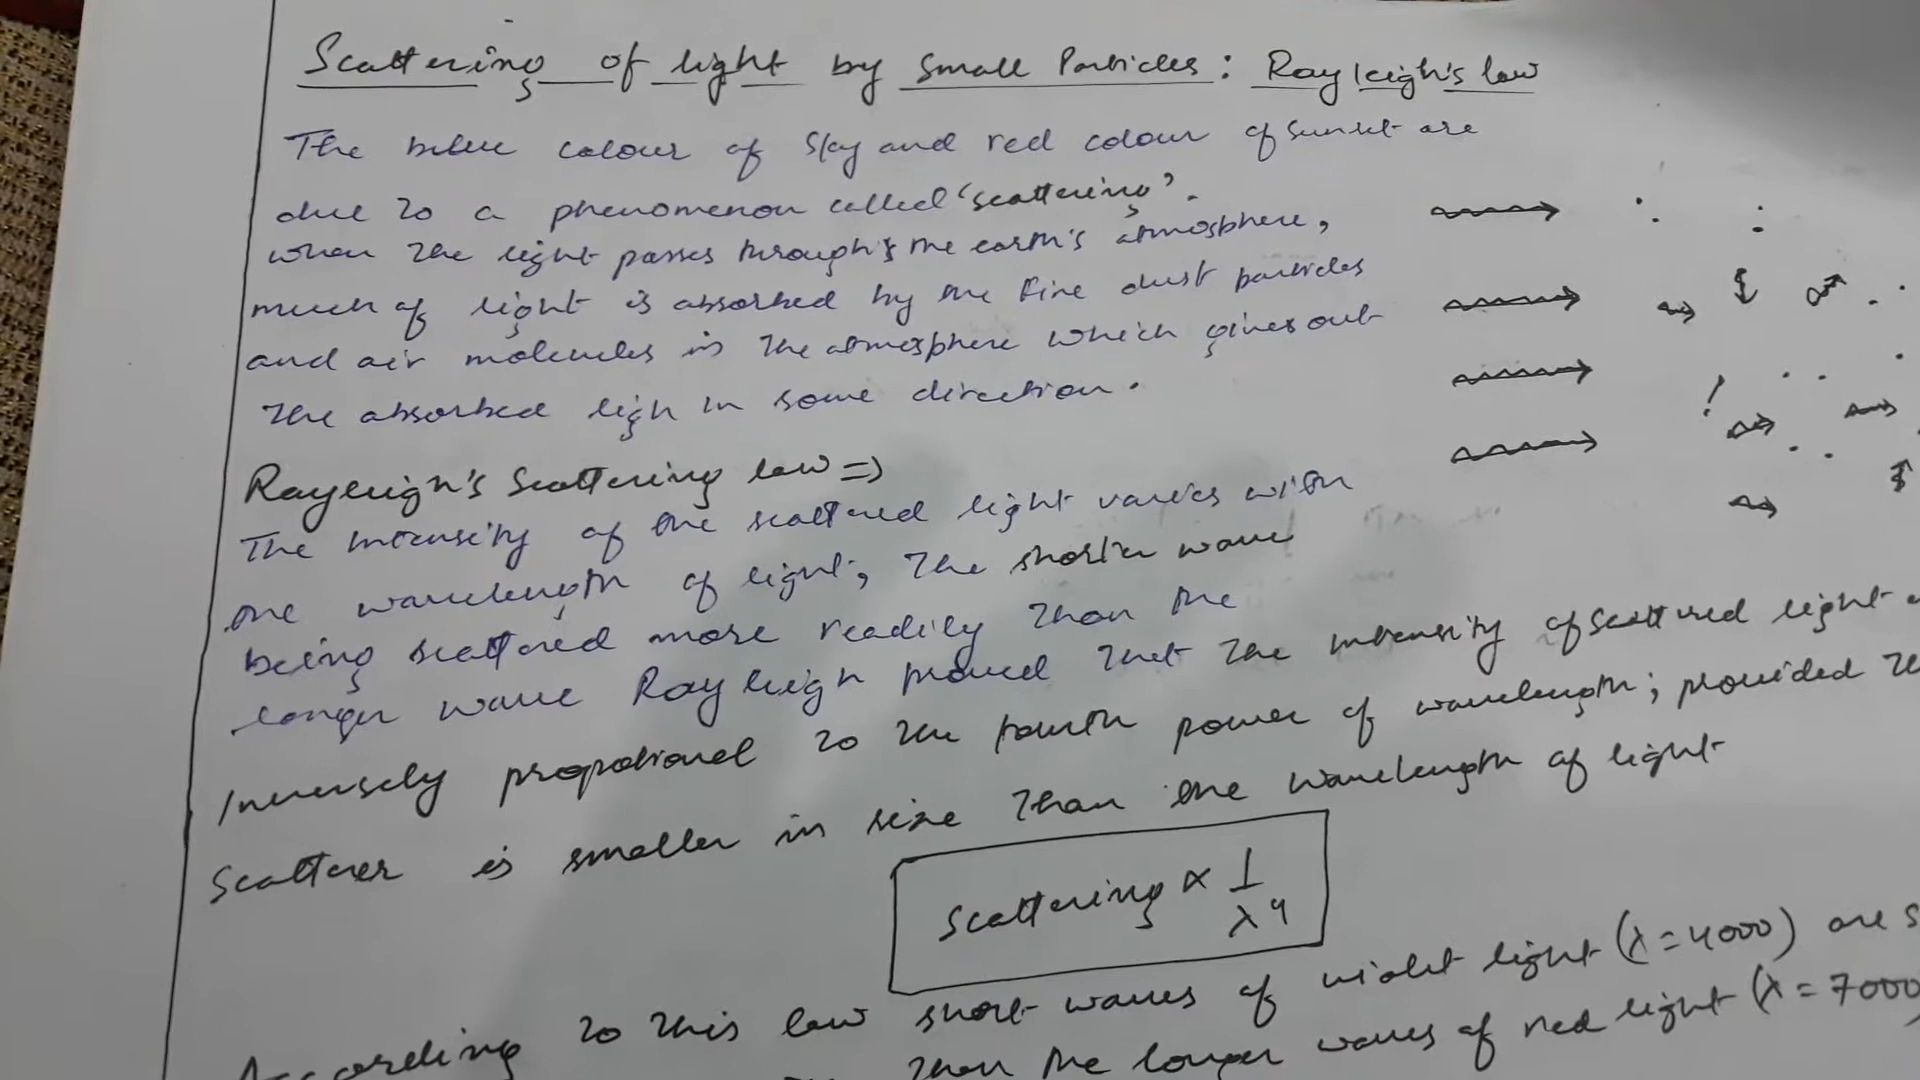 Scattering of light by Small Particles: Rayleigh's law
The blue colour of Sky and red colour of sunset are
due to a phenomenon called 'scattering'.
when the light passes through the earth's atmosphere,
much of light is absorbed by the fine dust particles
and air molecules in the atmosphere which gives out
The absorbed ligh in some direction.
Rayleigh's Scattering law =>
The intensity of the scattered light varies with
the wavelength of light, The shorter wave
being scattered more readily than the
longer wave Rayleigh proved that the intensity of scattered light
Inversely propotional to the fourth power of wavelength; provided
Scatterer is smaller in size than the wavelength of light
Scattering ∝ 1/λ⁴
According to this law short waves of violet light (λ=4000) are
than the longer waves of red light (λ=7000)